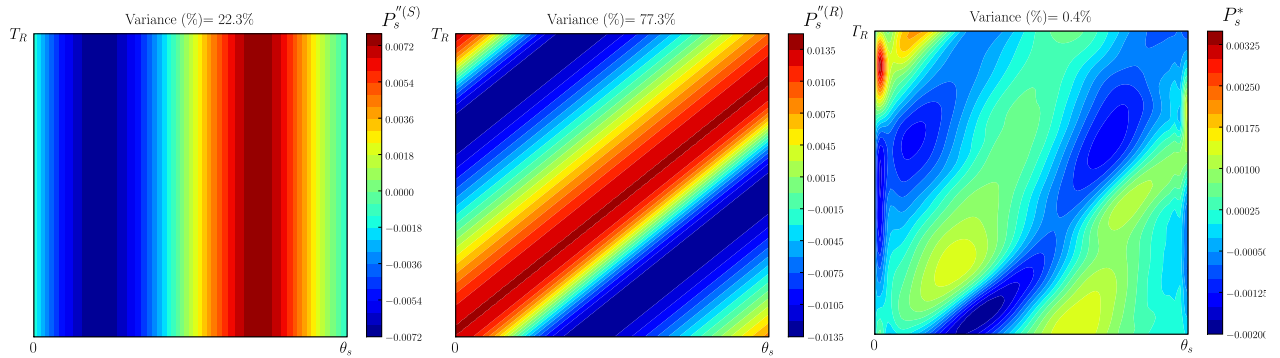 Variance (%)= 22.3%
P_s^{''(S)}
T_R
0.0072
0.0054
0.0036
0.0018
0.0000
−0.0018
−0.0036
−0.0054
−0.0072
0
θ_s
Variance (%)= 77.3%
P_s^{''(R)}
T_R
0.0135
0.0105
0.0075
0.0045
0.0015
−0.0015
−0.0045
−0.0075
−0.0105
−0.0135
0
θ_s
Variance (%)= 0.4%
P_s^*
T_R
0.00325
0.00250
0.00175
0.00100
0.00025
−0.00050
−0.00125
−0.00200
0
θ_s